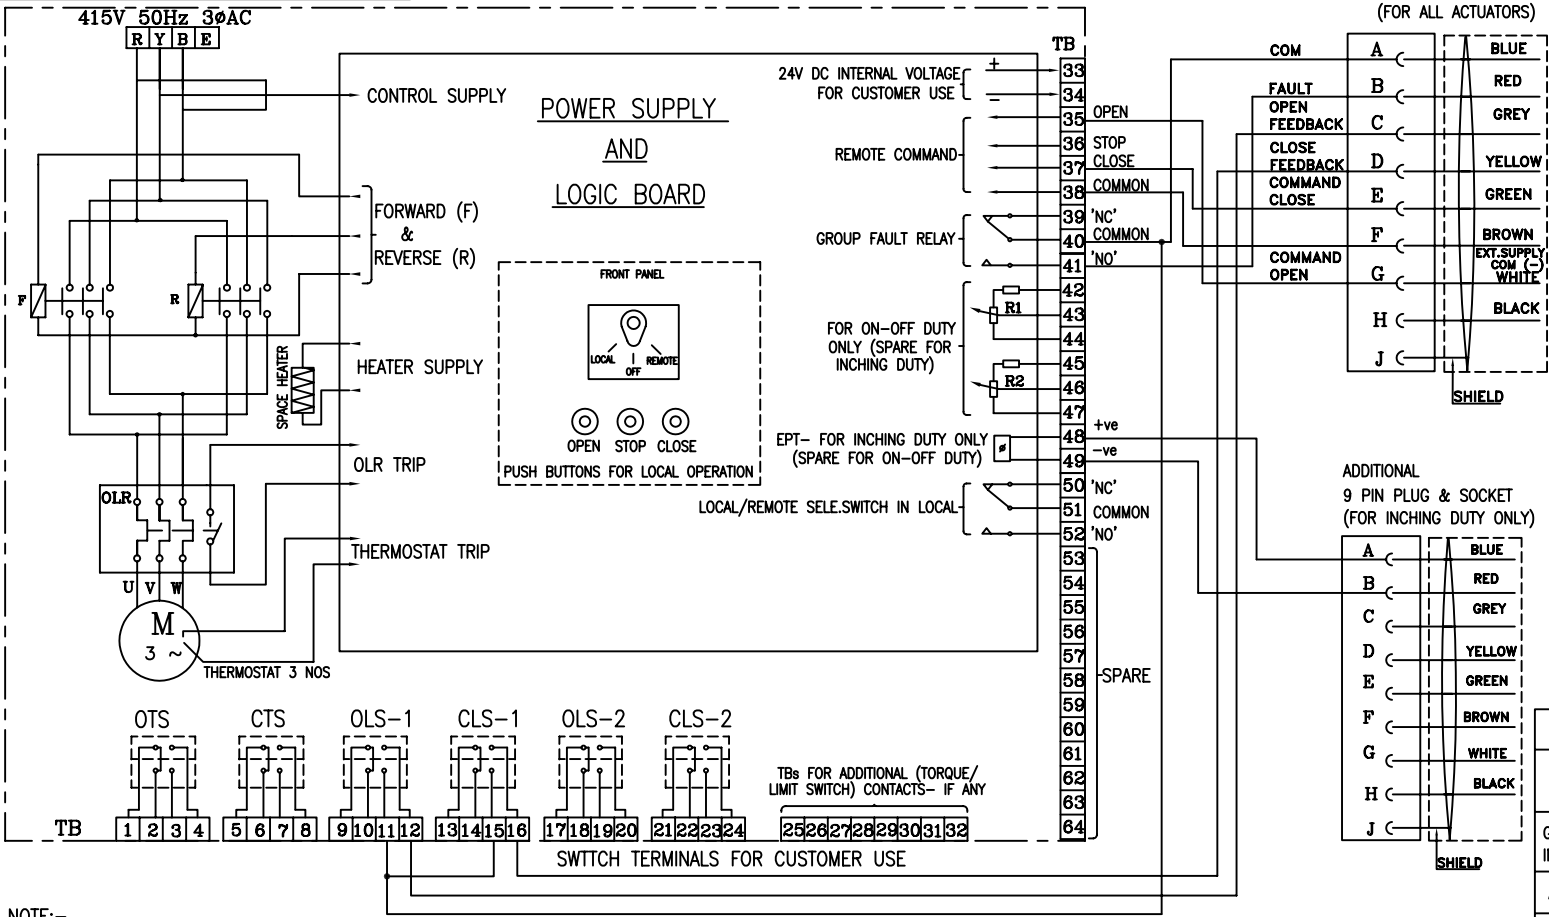 415V 50Hz 3øAC
R Y B E
CONTROL SUPPLY
POWER SUPPLY
AND
LOGIC BOARD
FORWARD (F)
&
REVERSE (R)
F
R
SPACE HEATER
HEATER SUPPLY
OLR TRIP
OLR
THERMOSTAT TRIP
U V W
M
3 ~
THERMOSTAT 3 NOS
FRONT PANEL
LOCAL
OFF
REMOTE
OPEN STOP CLOSE
PUSH BUTTONS FOR LOCAL OPERATION
24V DC INTERNAL VOLTAGE
FOR CUSTOMER USE
+
−
REMOTE COMMAND
GROUP FAULT RELAY
FOR ON-OFF DUTY
ONLY (SPARE FOR
INCHING DUTY)
R1
R2
EPT- FOR INCHING DUTY ONLY
(SPARE FOR ON-OFF DUTY)
ø
LOCAL/REMOTE SELE.SWITCH IN LOCAL
TB
33
34
35 OPEN
36 STOP
37 CLOSE
38 COMMON
39 'NC'
40 COMMON
41 'NO'
42
43
44
45
46
47
48 +ve
49 -ve
50 'NC'
51 COMMON
52 'NO'
53
54
55
56
57
58
59
60
61
62
63
64
SPARE
OTS CTS OLS-1 CLS-1 OLS-2 CLS-2
TBs FOR ADDITIONAL (TORQUE/
LIMIT SWITCH) CONTACTS- IF ANY
TB 1 2 3 4 5 6 7 8 9 10 11 12 13 14 15 16 17 18 19 20 21 22 23 24 25 26 27 28 29 30 31 32
SWTTCH TERMINALS FOR CUSTOMER USE
NOTE:-
(FOR ALL ACTUATORS)
COM A BLUE
FAULT B RED
OPEN
FEEDBACK C GREY
CLOSE
FEEDBACK D YELLOW
COMMAND
CLOSE E GREEN
F BROWN
EXT.SUPPLY
COM (-)
COMMAND
OPEN G WHITE
H BLACK
J
SHIELD
ADDITIONAL
9 PIN PLUG & SOCKET
(FOR INCHING DUTY ONLY)
A BLUE
B RED
C GREY
D YELLOW
E GREEN
F BROWN
G WHITE
H BLACK
J
SHIELD